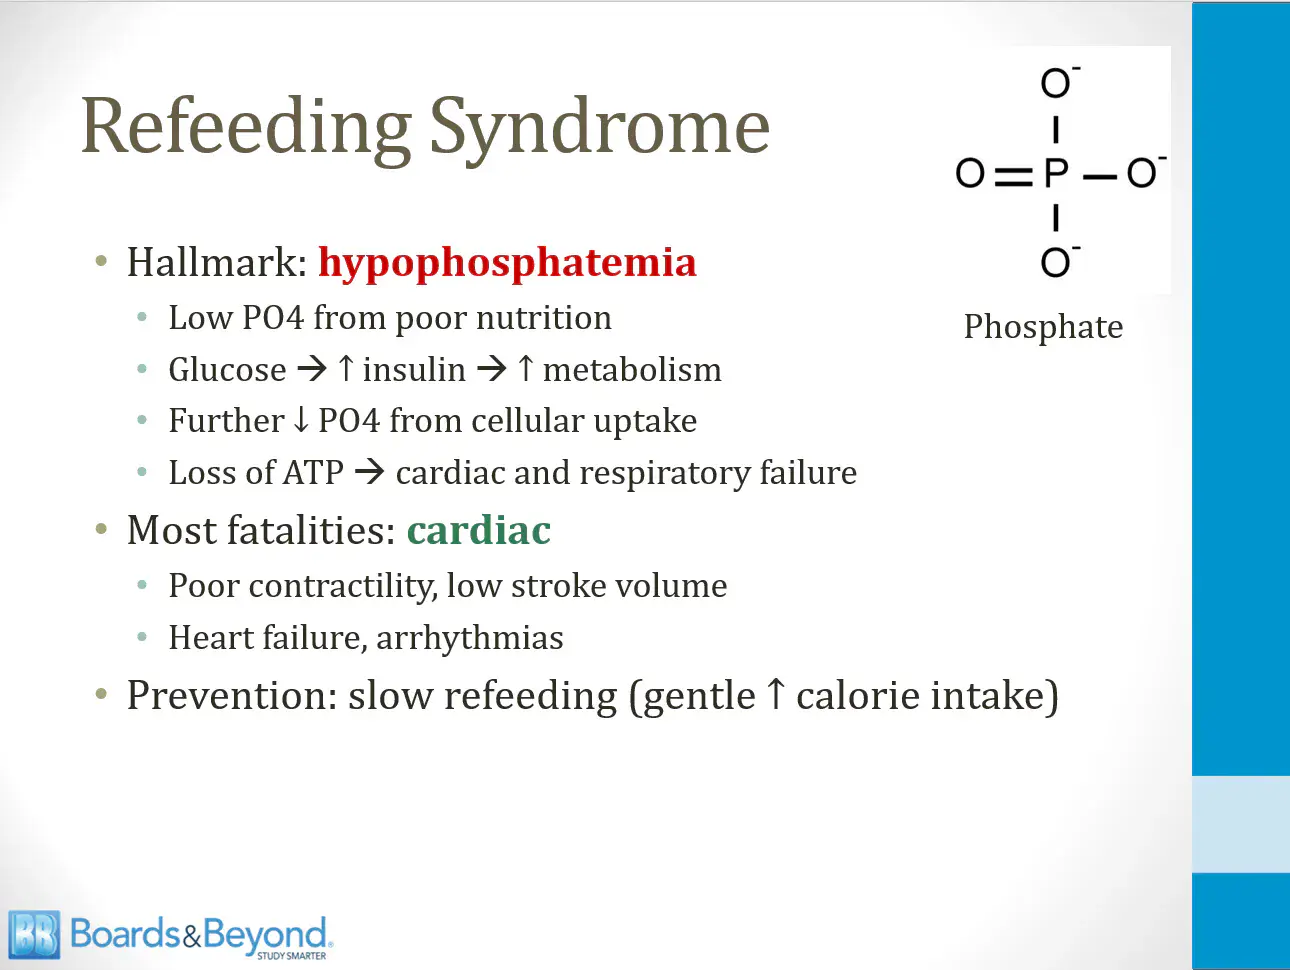 Refeeding Syndrome
• Hallmark: hypophosphatemia
• Low PO4 from poor nutrition
• Glucose → ↑ insulin → ↑ metabolism
• Further ↓ PO4 from cellular uptake
• Loss of ATP → cardiac and respiratory failure
• Most fatalities: cardiac
• Poor contractility, low stroke volume
• Heart failure, arrhythmias
• Prevention: slow refeeding (gentle ↑ calorie intake)
O-
O = P – O-
O-
Phosphate
BB Boards&Beyond®
STUDY SMARTER